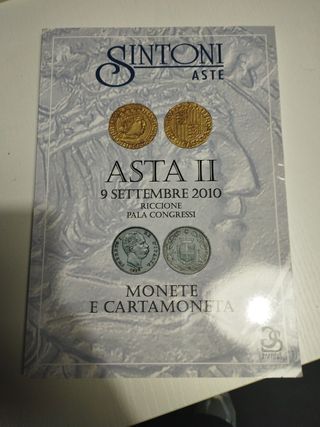 SINTONI
ASTE
ASTA II
9 SETTEMBRE 2010
RICCIONE
PALA CONGRESSI
MONETE
E CARTAMONETA